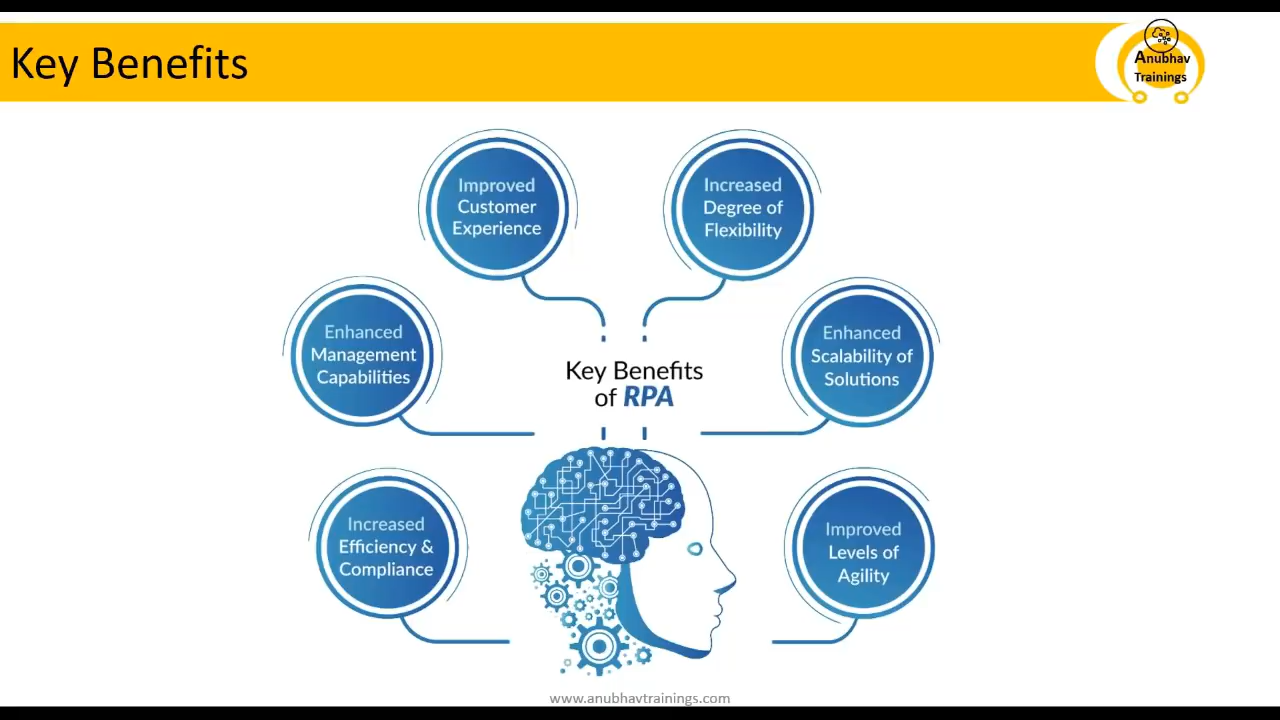 Key Benefits
Anubhav
Trainings
Improved
Customer
Experience
Increased
Degree of
Flexibility
Enhanced
Management
Capabilities
Key Benefits
of RPA
Enhanced
Scalability of
Solutions
Increased
Efficiency &
Compliance
Improved
Levels of
Agility
www.anubhavtrainings.com